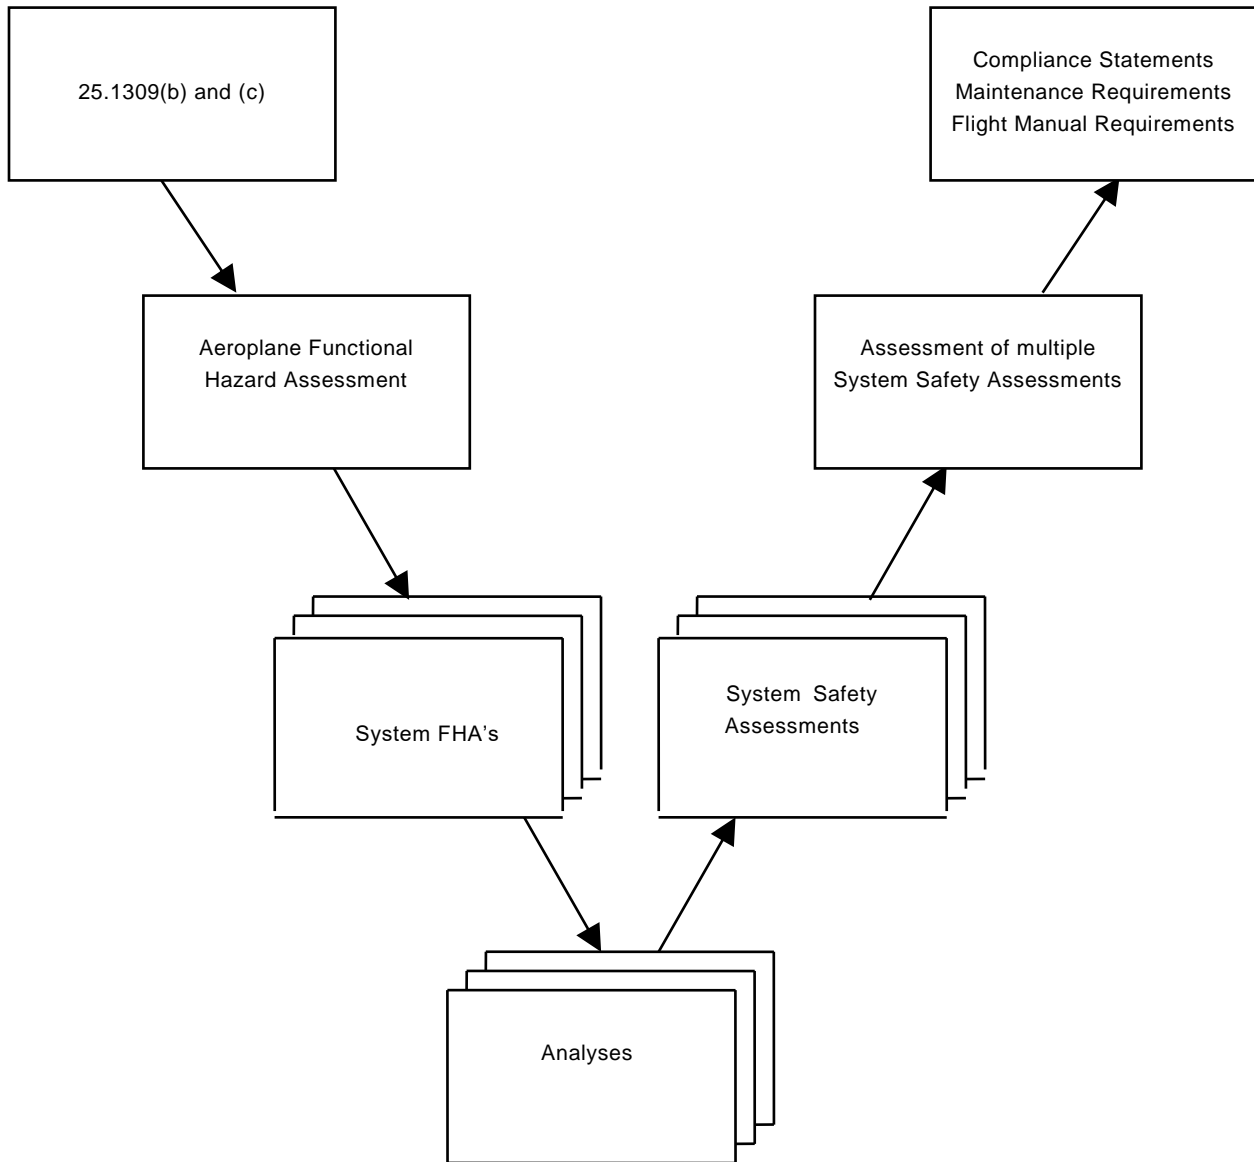 25.1309(b) and (c)
Compliance Statements
Maintenance Requirements
Flight Manual Requirements
Aeroplane Functional
Hazard Assessment
Assessment of multiple
System Safety Assessments
System FHA’s
System Safety
Assessments
Analyses